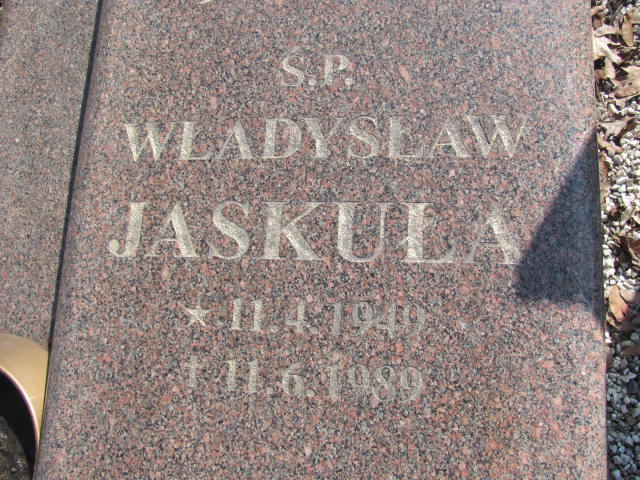 S.P.
WŁADYSŁAW
JASKUŁA
★ 11.4.1949
† 11.6.1989